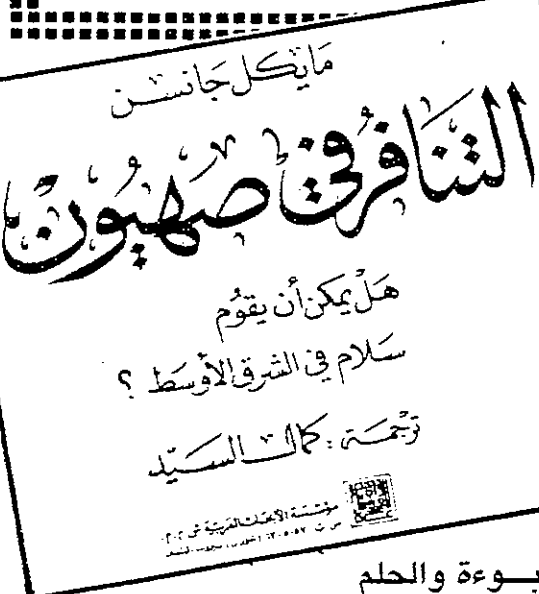 مايكل جانسن
التنافر في صهيون
هل يمكن أن يقوم
سلام في الشرق الأوسط ؟
ترجمة : كمال السيد
مؤسسة الأبحاث العربية
والحلم